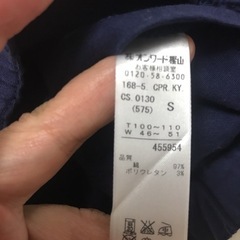 ㈱オンワード樫山
お客様相談室
0120-58-6300
168-5 GPR.KY.
CS.0130 S
(575)
T 100~110
W 46~51
455954
品質
綿 97%
ポリウレタン 3%